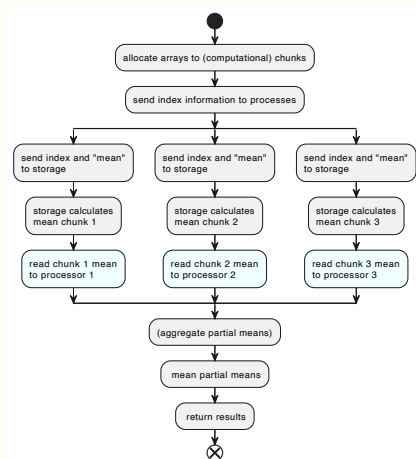 allocate arrays to (computational) chunks
send index information to processes
send index and "mean"
to storage
send index and "mean"
to storage
send index and "mean"
to storage
storage calculates
mean chunk 1
storage calculates
mean chunk 2
storage calculates
mean chunk 3
read chunk 1 mean
to processor 1
read chunk 2 mean
to processor 2
read chunk 3 mean
to processor 3
(aggregate partial means)
mean partial means
return results